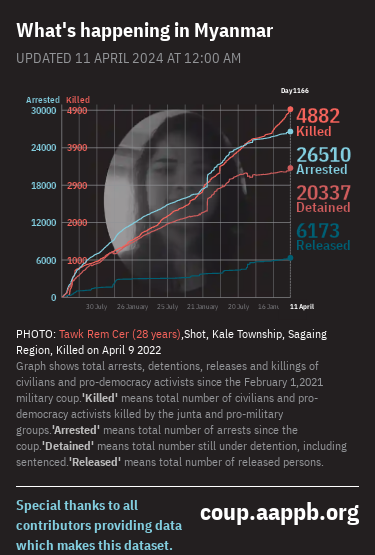 What's happening in Myanmar
UPDATED 11 APRIL 2024 AT 12:00 AM
Day1166
Arrested Killed
30000 4900
4882
Killed
24000 3900
26510
Arrested
18000 2900
20337
Detained
12000 2000
6173
Released
6000 1000
0
30 July 26 January 25 July 21 January 20 July 16 Jan 11 April
PHOTO: Tawk Rem Cer (28 years),Shot, Kale Township, Sagaing
Region, Killed on April 9 2022
Graph shows total arrests, detentions, releases and killings of
civilians and pro-democracy activists since the February 1,2021
military coup.'Killed' means total number of civilians and pro-
democracy activists killed by the junta and pro-military
groups.'Arrested' means total number of arrests since the
coup.'Detained' means total number still under detention, including
sentenced.'Released' means total number of released persons.
Special thanks to all
contributors providing data
which makes this dataset.
coup.aappb.org